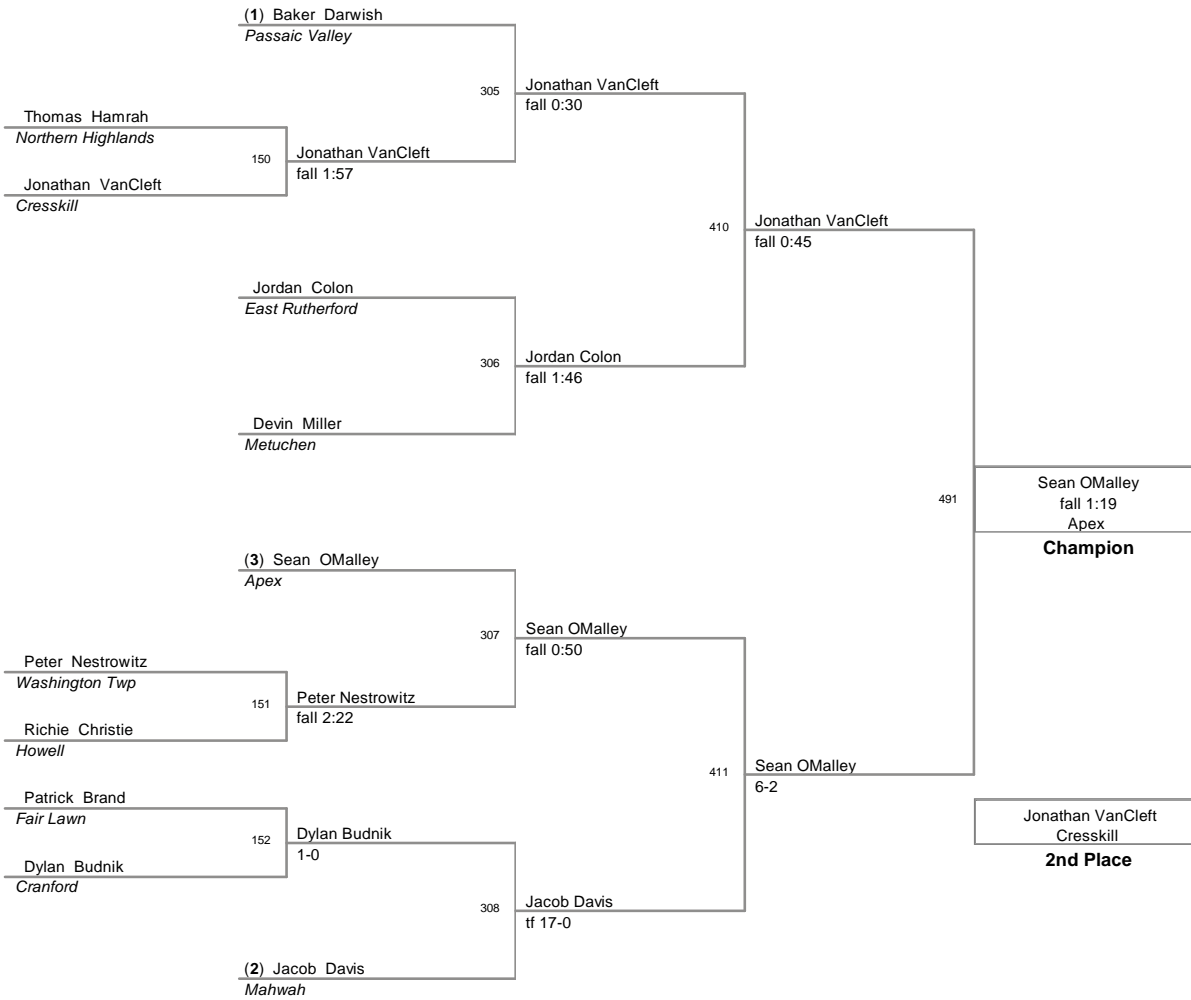 (1) Baker Darwish
Passaic Valley
305
Jonathan VanCleft
fall 0:30
Thomas Hamrah
Northern Highlands
150
Jonathan VanCleft
fall 1:57
Jonathan VanCleft
Cresskill
410
Jonathan VanCleft
fall 0:45
Jordan Colon
East Rutherford
306
Jordan Colon
fall 1:46
Devin Miller
Metuchen
491
Sean OMalley
fall 1:19
Apex
Champion
(3) Sean OMalley
Apex
307
Sean OMalley
fall 0:50
Peter Nestrowitz
Washington Twp
151
Peter Nestrowitz
fall 2:22
Richie Christie
Howell
411
Sean OMalley
6-2
Patrick Brand
Fair Lawn
152
Dylan Budnik
1-0
Dylan Budnik
Cranford
Jonathan VanCleft
Cresskill
2nd Place
308
Jacob Davis
tf 17-0
(2) Jacob Davis
Mahwah